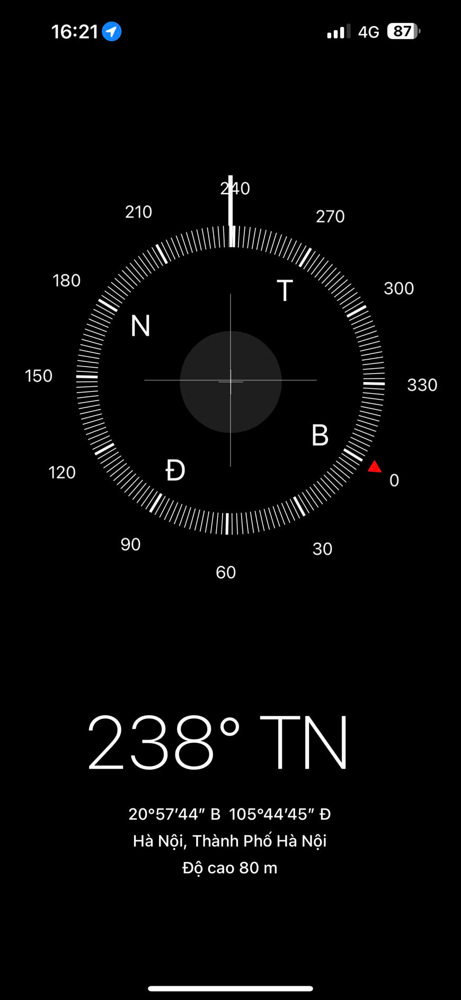 16:21 4G 87
240
210 270
180 300
T
N
150 330
B
Đ
120 0
90 30
60
238° TN
20°57′44″ B 105°44′45″ Đ
Hà Nội, Thành Phố Hà Nội
Độ cao 80 m